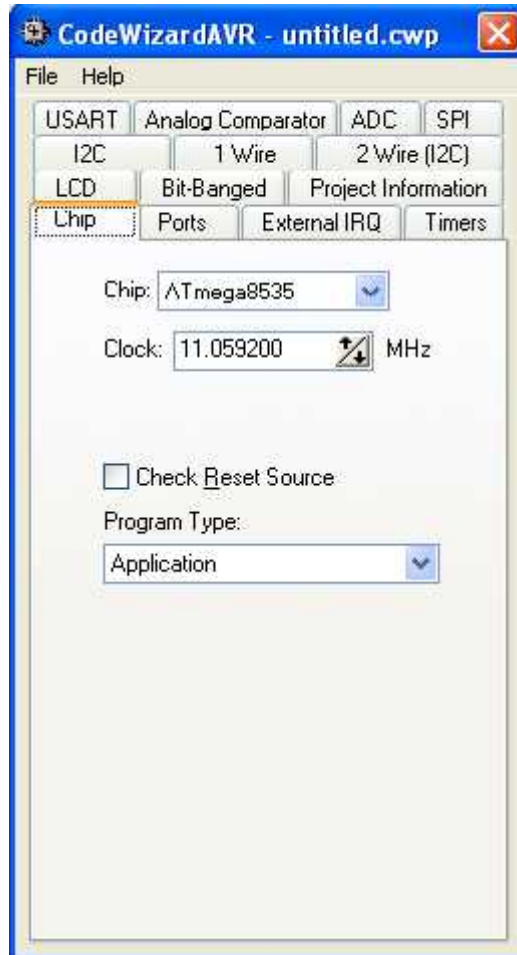 CodeWizardAVR - untitled.cwp
File Help
USART Analog Comparator ADC SPI
I2C 1 Wire 2 Wire (I2C)
LCD Bit-Banged Project Information
Chip Ports External IRQ Timers
Chip: ATmega8535
Clock: 11.059200 MHz
Check Reset Source
Program Type:
Application